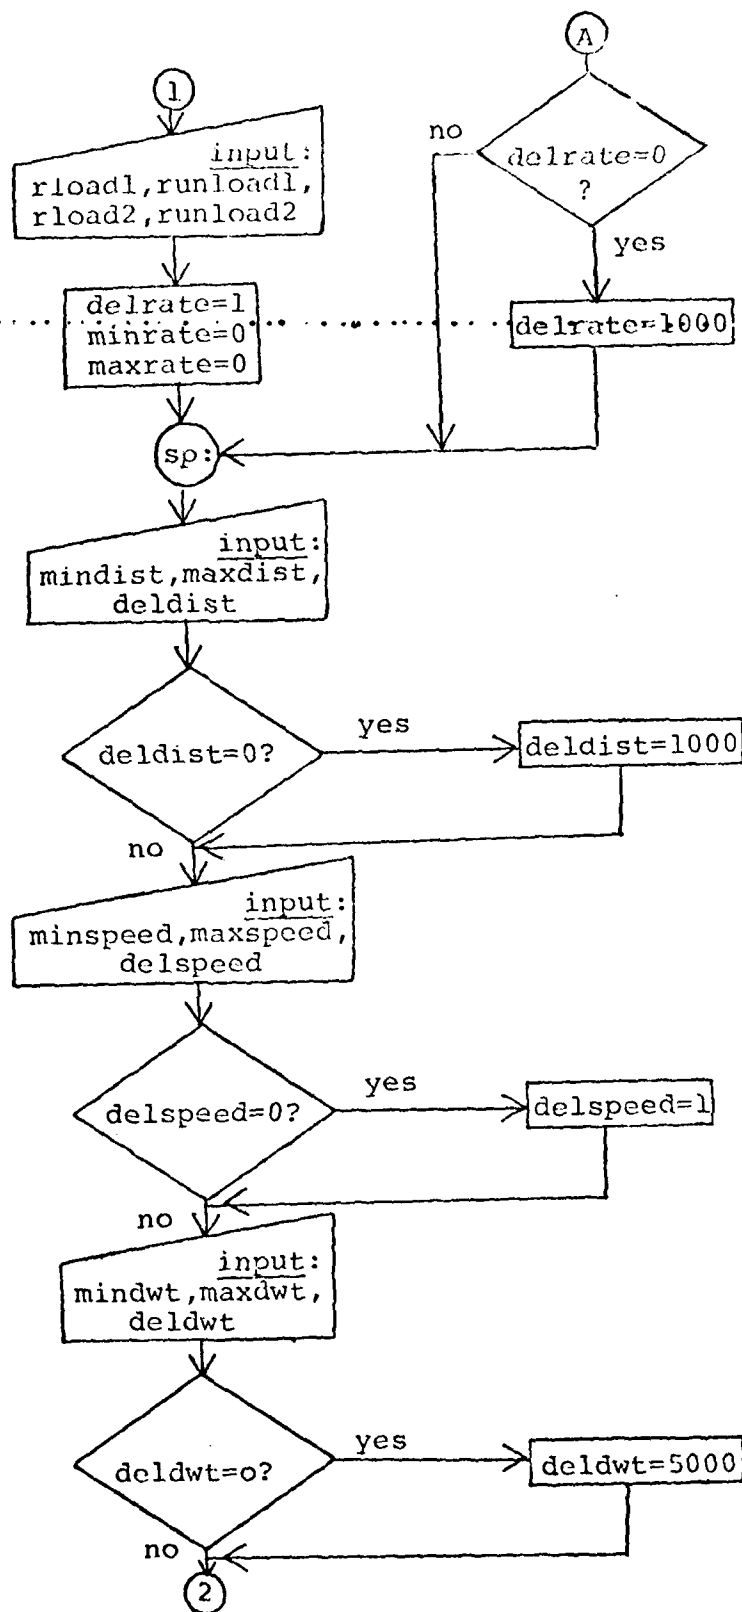 1
input:
rload1,runload1,
rload2,runload2
delrate=1
minrate=0
maxrate=0
A
no
delrate=0
?
yes
delrate=1000
sp:
input:
mindist,maxdist,
deldist
deldist=0?
yes
deldist=1000
no
input:
minspeed,maxspeed,
delspeed
delspeed=0?
yes
delspeed=1
no
input:
mindwt,maxdwt,
deldwt
deldwt=o?
yes
deldwt=5000
no
2